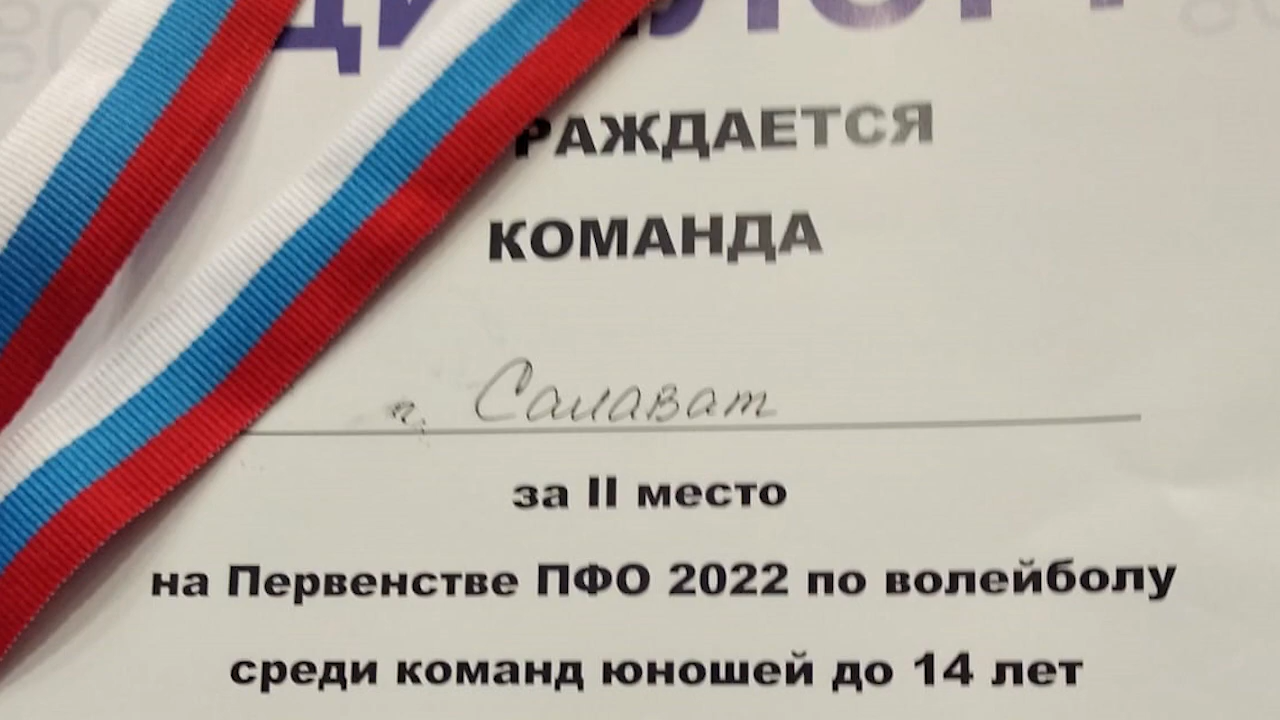 РАЖДАЕТСЯ
КОМАНДА
г. Салават
за II место
на Первенстве ПФО 2022 по волейболу
среди команд юношей до 14 лет